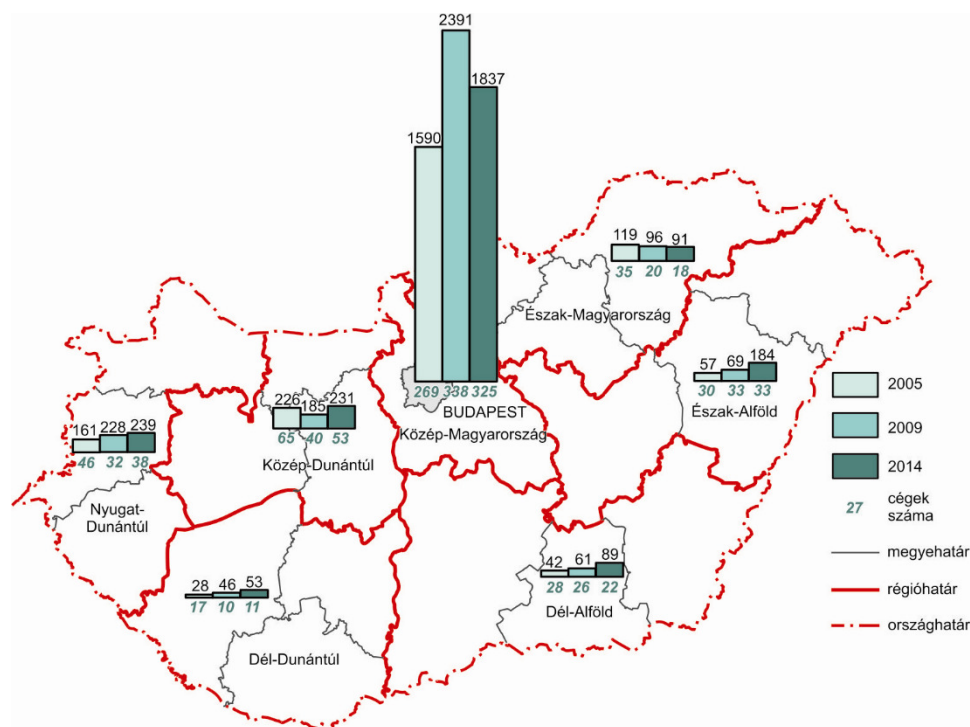 2391
1837
1590
119 96 91
35 20 18
Észak-Magyarország
57 69 184
30 33 33
Észak-Alföld
269 338 325
BUDAPEST
Közép-Magyarország
226 185 231
65 40 53
Közép-Dunántúl
161 228 239
46 32 38
Nyugat-
Dunántúl
28 46 53
17 10 11
Dél-Dunántúl
42 61 89
28 26 22
Dél-Alföld
2005
2009
2014
27 cégek
száma
megyehatár
régióhatár
országhatár